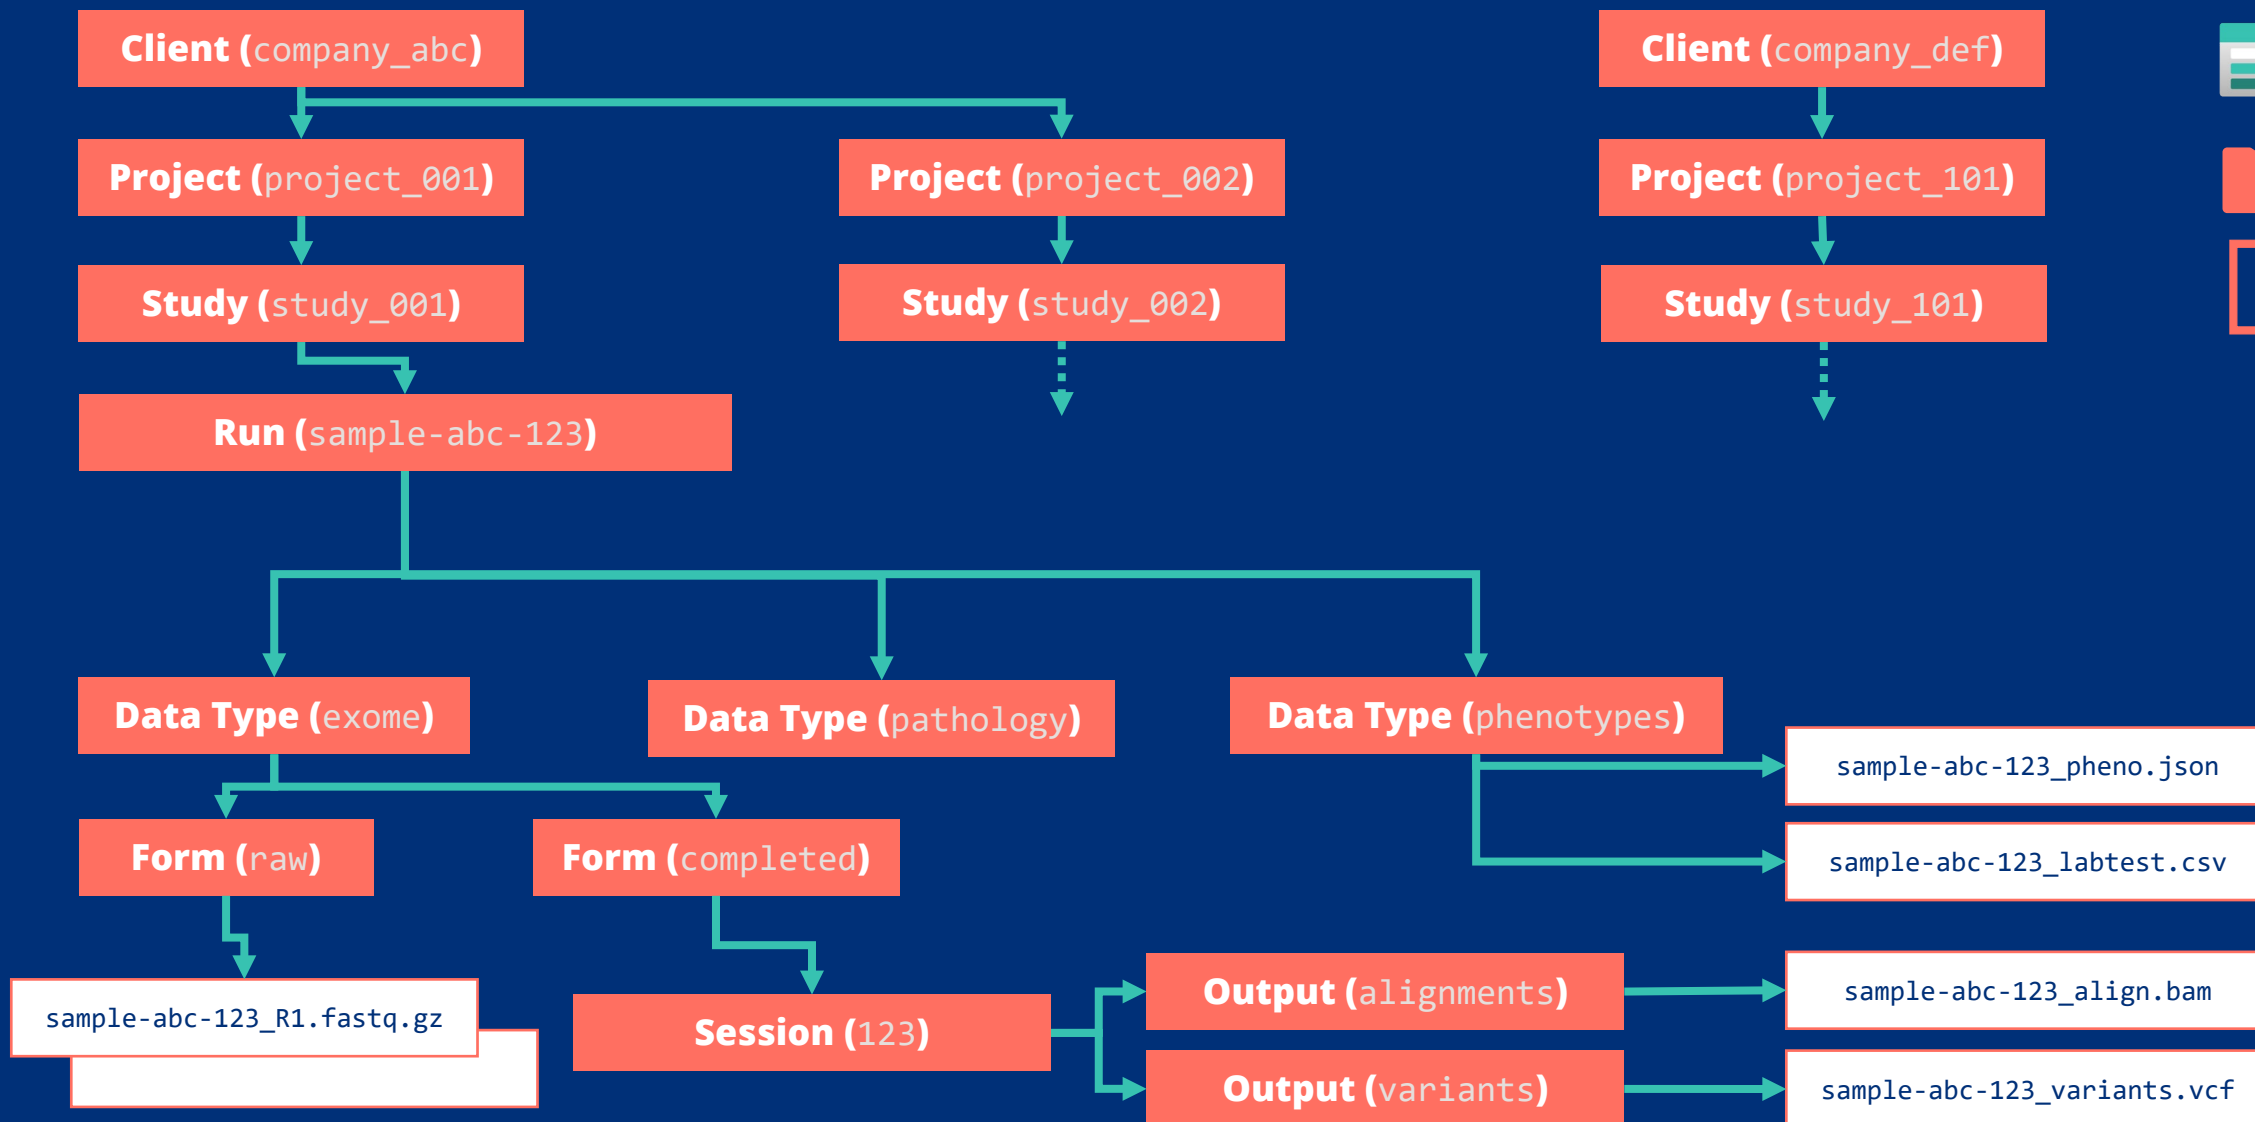 Client (company_abc)
Client (company_def)
Project (project_001)
Project (project_002)
Project (project_101)
Study (study_001)
Study (study_002)
Study (study_101)
Run (sample-abc-123)
Data Type (exome)
Data Type (pathology)
Data Type (phenotypes)
sample-abc-123_pheno.json
Form (raw)
Form (completed)
sample-abc-123_labtest.csv
sample-abc-123_R1.fastq.gz
Session (123)
Output (alignments)
sample-abc-123_align.bam
Output (variants)
sample-abc-123_variants.vcf